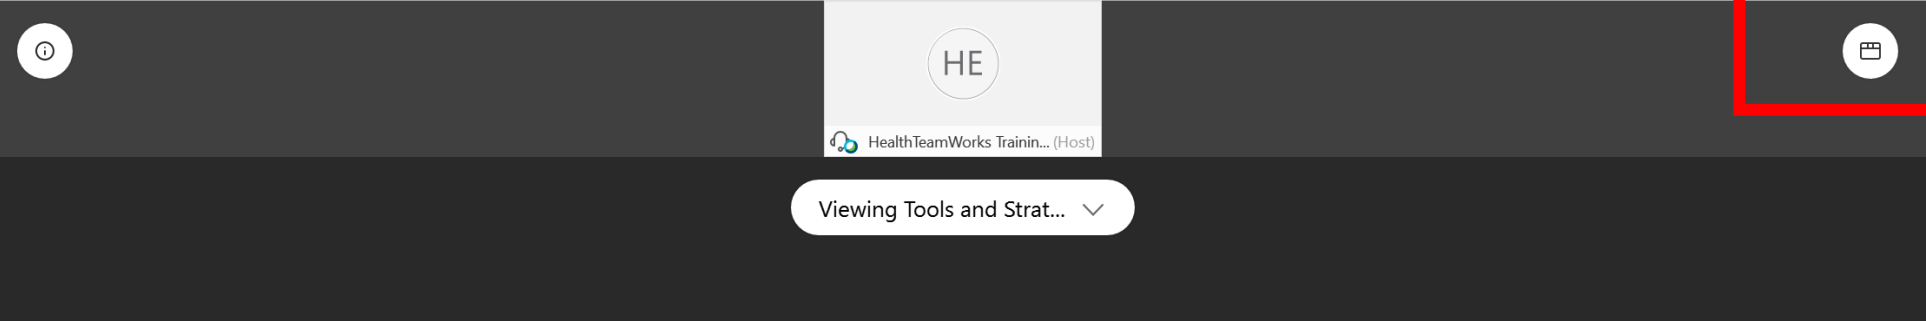 HE
HealthTeamWorks Trainin... (Host)
Viewing Tools and Strat...